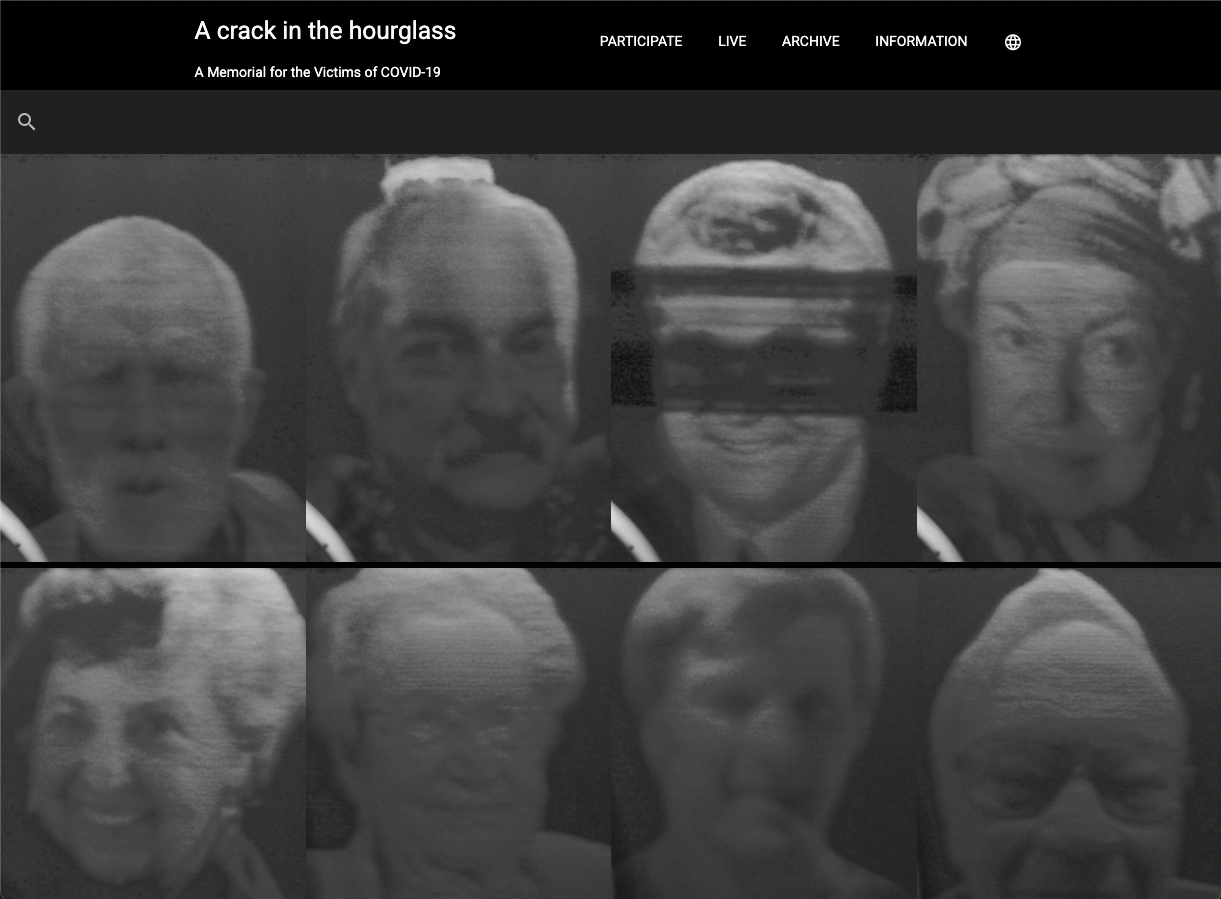 A crack in the hourglass
PARTICIPATE LIVE ARCHIVE INFORMATION
A Memorial for the Victims of COVID-19